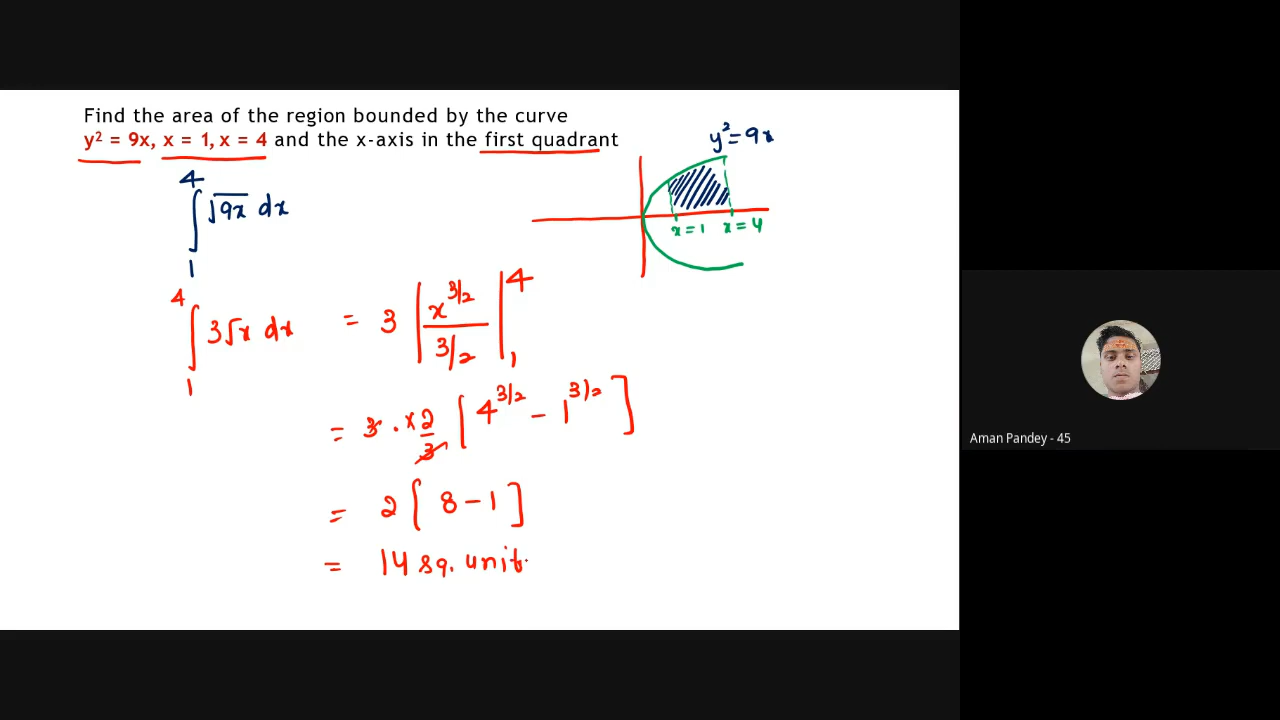 Find the area of the region bounded by the curve
y² = 9x, x = 1, x = 4 and the x-axis in the first quadrant
y² = 9x
x = 1 x = 4
∫₁⁴ √9x dx
∫₁⁴ 3√x dx = 3 | x^3/2 / 3/2 |₁⁴
= 3 . × 2/3 [ 4^3/2 - 1^3/2 ]
= 2 [ 8 - 1 ]
= 14 sq. unit.
Aman Pandey - 45